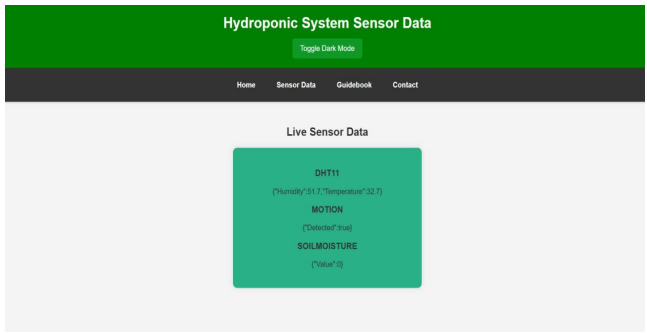 Hydroponic System Sensor Data
Toggle Dark Mode
Home Sensor Data Guidebook Contact
Live Sensor Data
DHT11
{"Humidity":51.7,"Temperature":32.7}
MOTION
{"Detected":true}
SOILMOISTURE
{"Value":0}